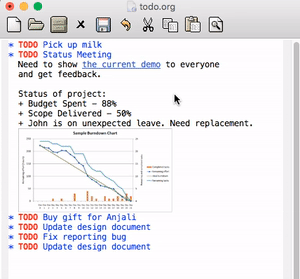 todo.org
* TODO Pick up milk
* TODO Status Meeting
Need to show the current demo to everyone
and get feedback.
Status of project:
+ Budget Spent - 88%
+ Scope Delivered - 50%
+ John is on unexpected leave. Need replacement.
Sample Burndown Chart
* TODO Buy gift for Anjali
* TODO Update design document
* TODO Fix reporting bug
* TODO Update design document